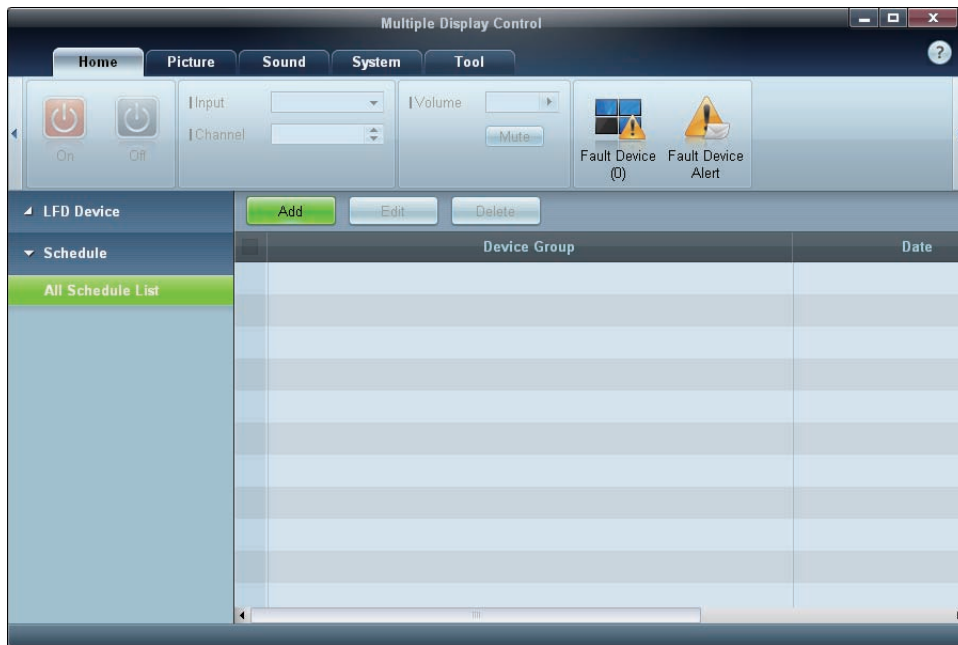 Multiple Display Control
Home Picture Sound System Tool
Input
Volume
Channel
Mute
On Off
Fault Device
(0)
Fault Device
Alert
LFD Device
Add Edit Delete
Schedule
Device Group Date
All Schedule List